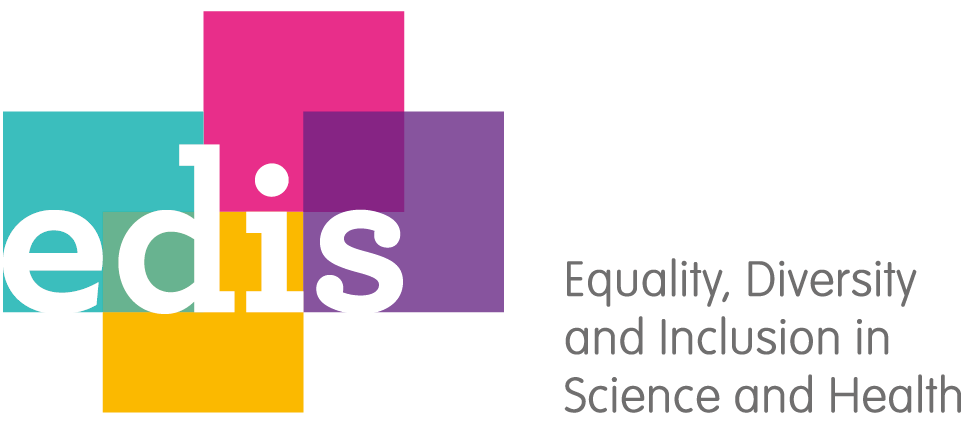 edis
Equality, Diversity
and Inclusion in
Science and Health